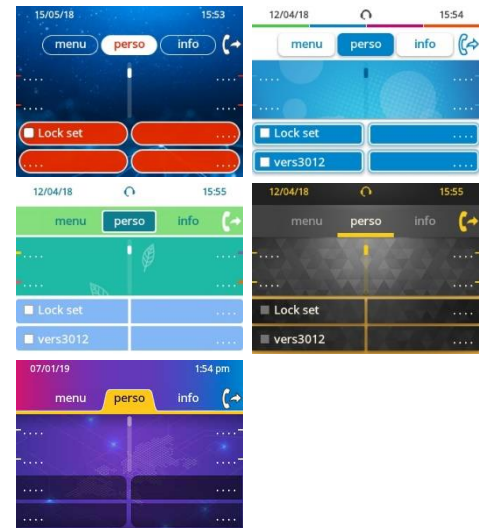 15/05/18 15:53
menu perso info
.... ....
.... ....
Lock set ....
.... ....
12/04/18 15:54
menu perso info
.... ....
.... ....
Lock set ....
vers3012 ....
12/04/18 15:55
menu perso info
.... ....
.... ....
Lock set ....
vers3012 ....
12/04/18 15:55
menu perso info
.... ....
.... ....
Lock set ....
vers3012 ....
07/01/19 1:54 pm
menu perso info
.... ....
.... ....
.... ....
.... ....